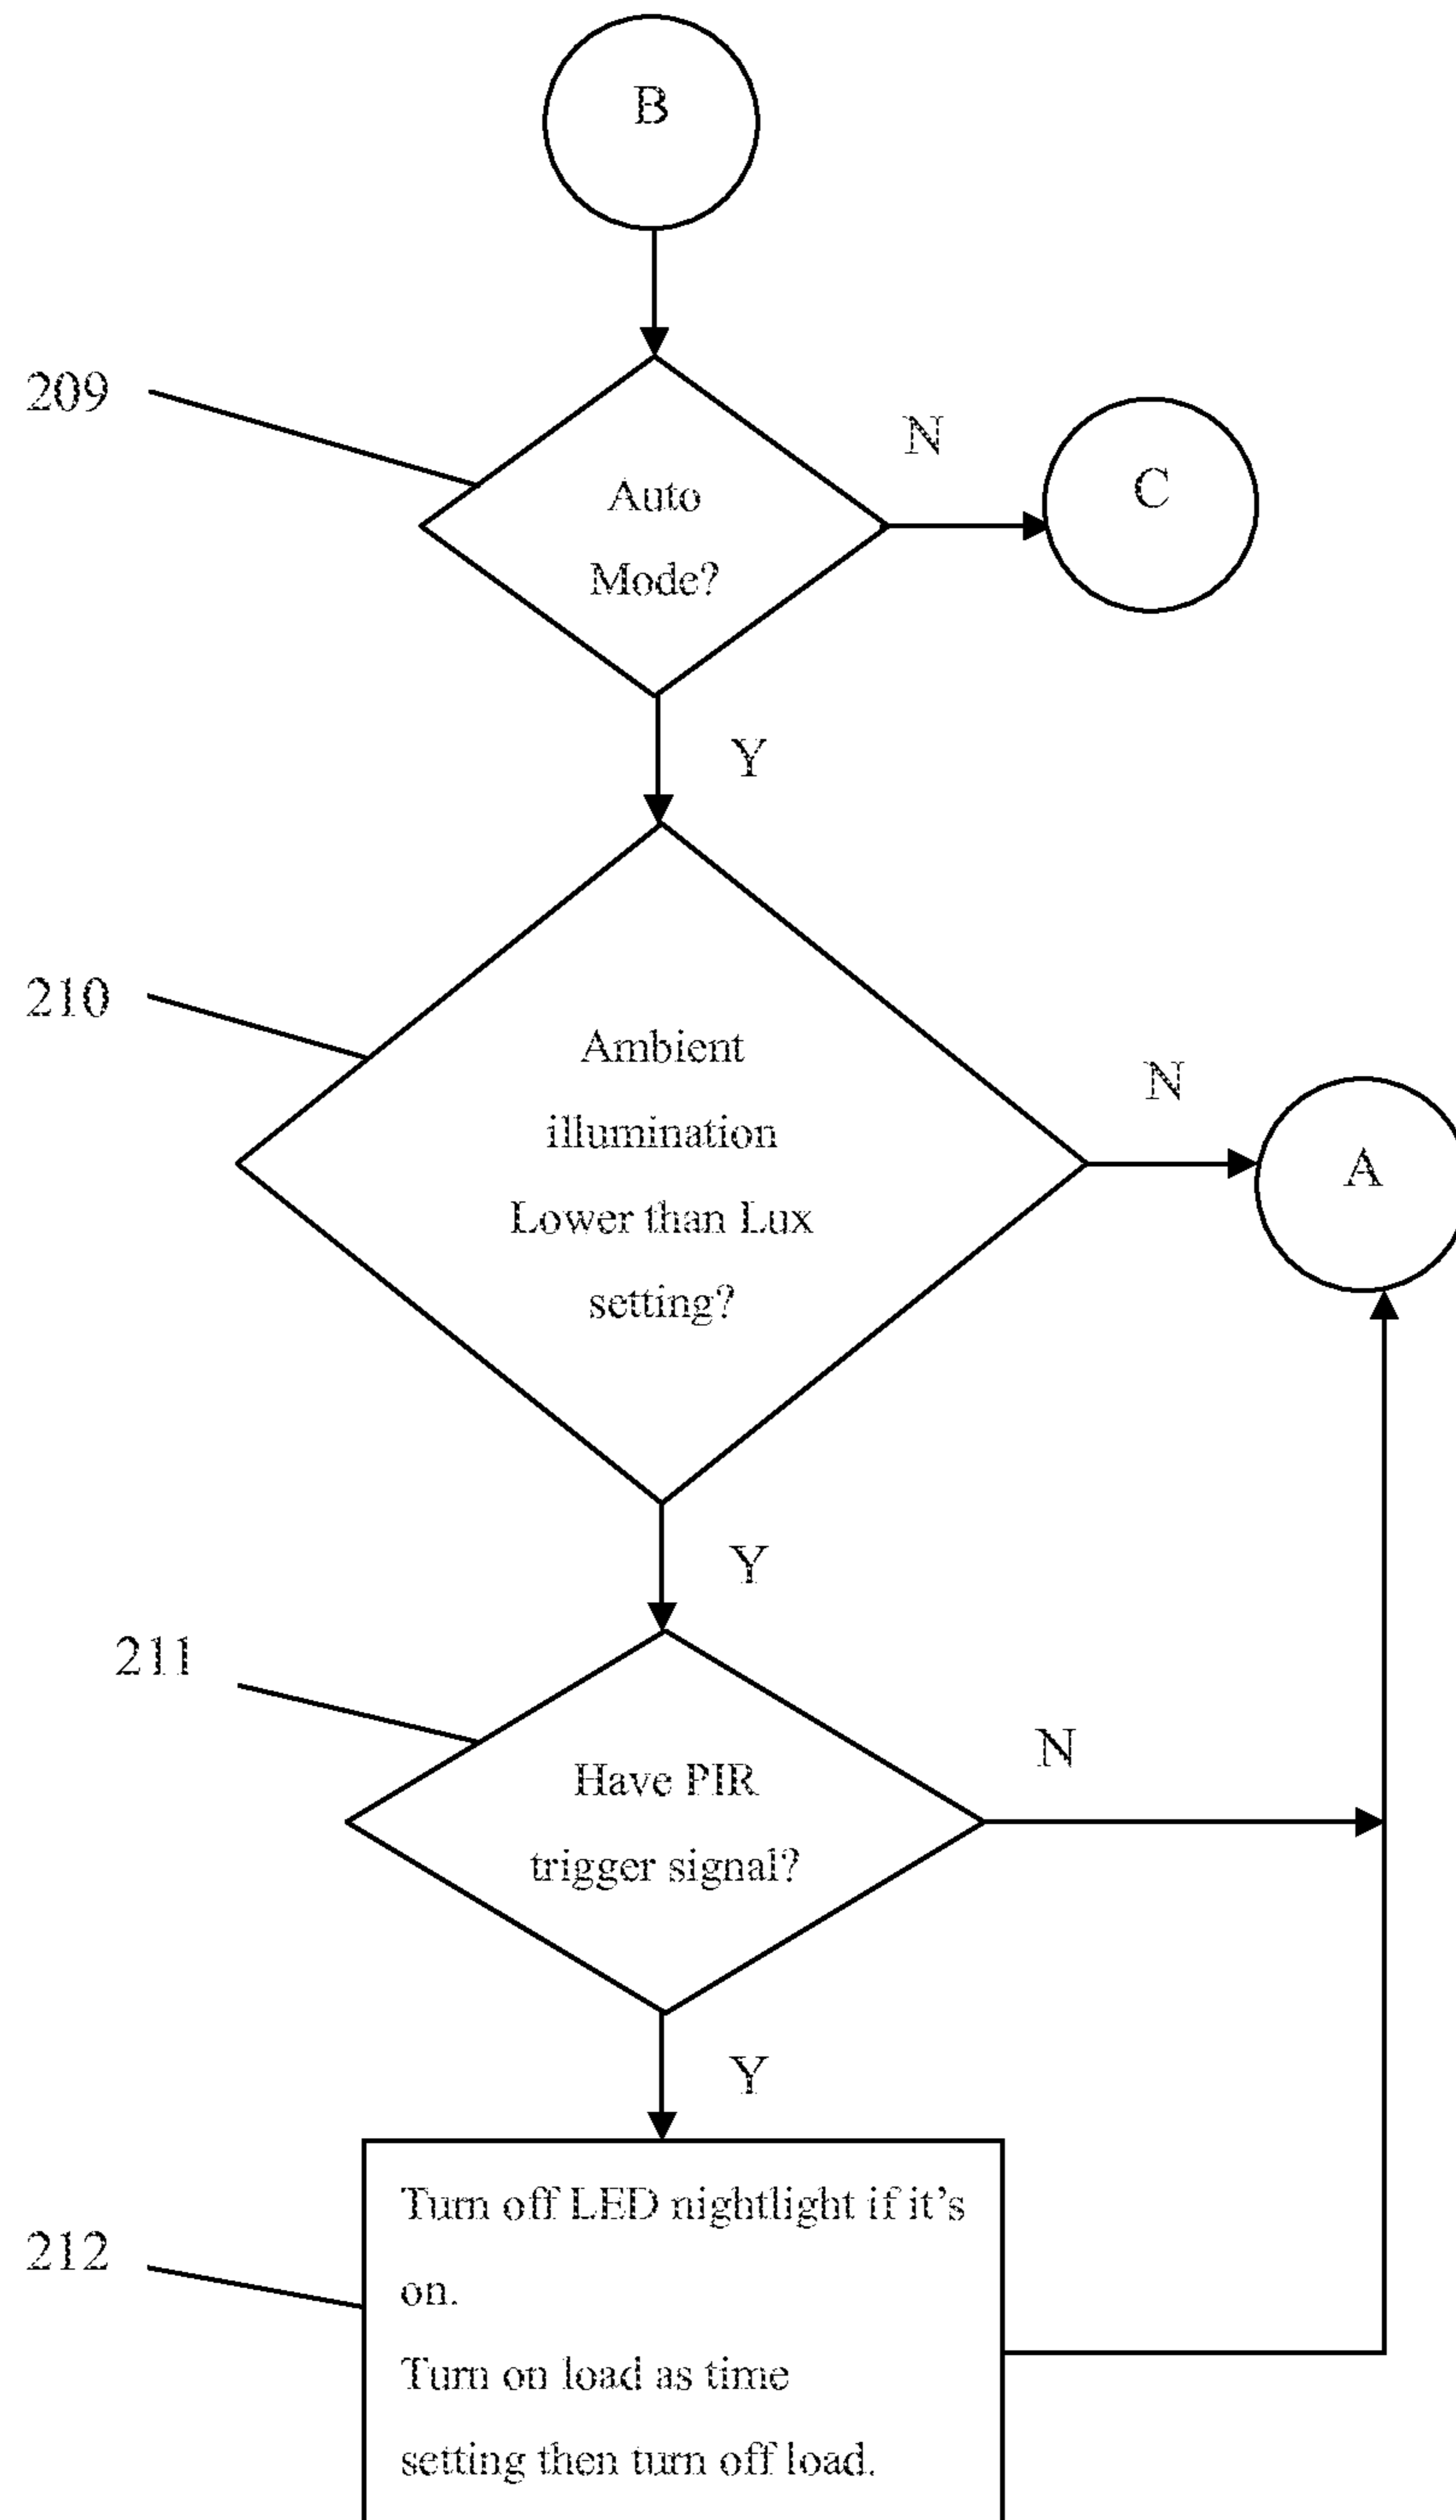 B
209
Auto
Mode?
N
C
Y
210
Ambient
illumination
Lower than Lux
setting?
N
A
Y
211
Have PIR
trigger signal?
N
Y
212
Turn off LED nightlight if it's
on.
Turn on load as time
setting then turn off load.